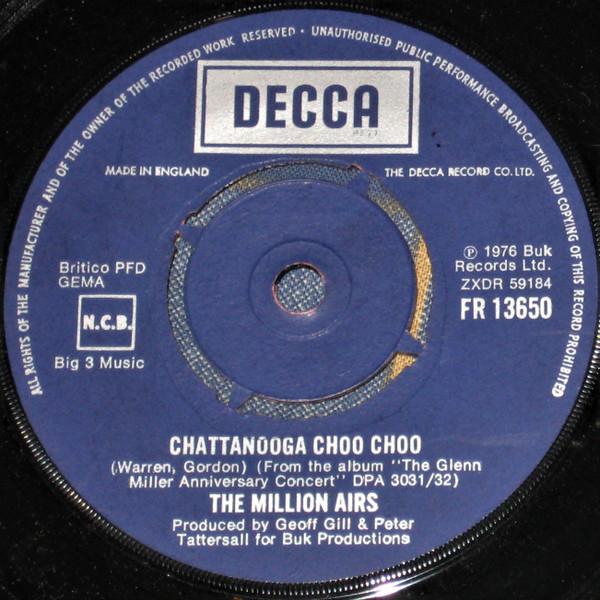 ALL RIGHTS OF THE MANUFACTURER AND OF THE OWNER OF THE RECORDED WORK RESERVED · UNAUTHORISED PUBLIC PERFORMANCE BROADCASTING AND COPYING OF THIS RECORD PROHIBITED
DECCA
MADE IN ENGLAND
THE DECCA RECORD CO. LTD.
Britico PFD
GEMA
N.C.B.
Big 3 Music
℗ 1976 Buk
Records Ltd.
ZXDR 59184
FR 13650
CHATTANOOGA CHOO CHOO
(Warren, Gordon) (From the album "The Glenn
Miller Anniversary Concert" DPA 3031/32)
THE MILLION AIRS
Produced by Geoff Gill & Peter
Tattersall for Buk Productions